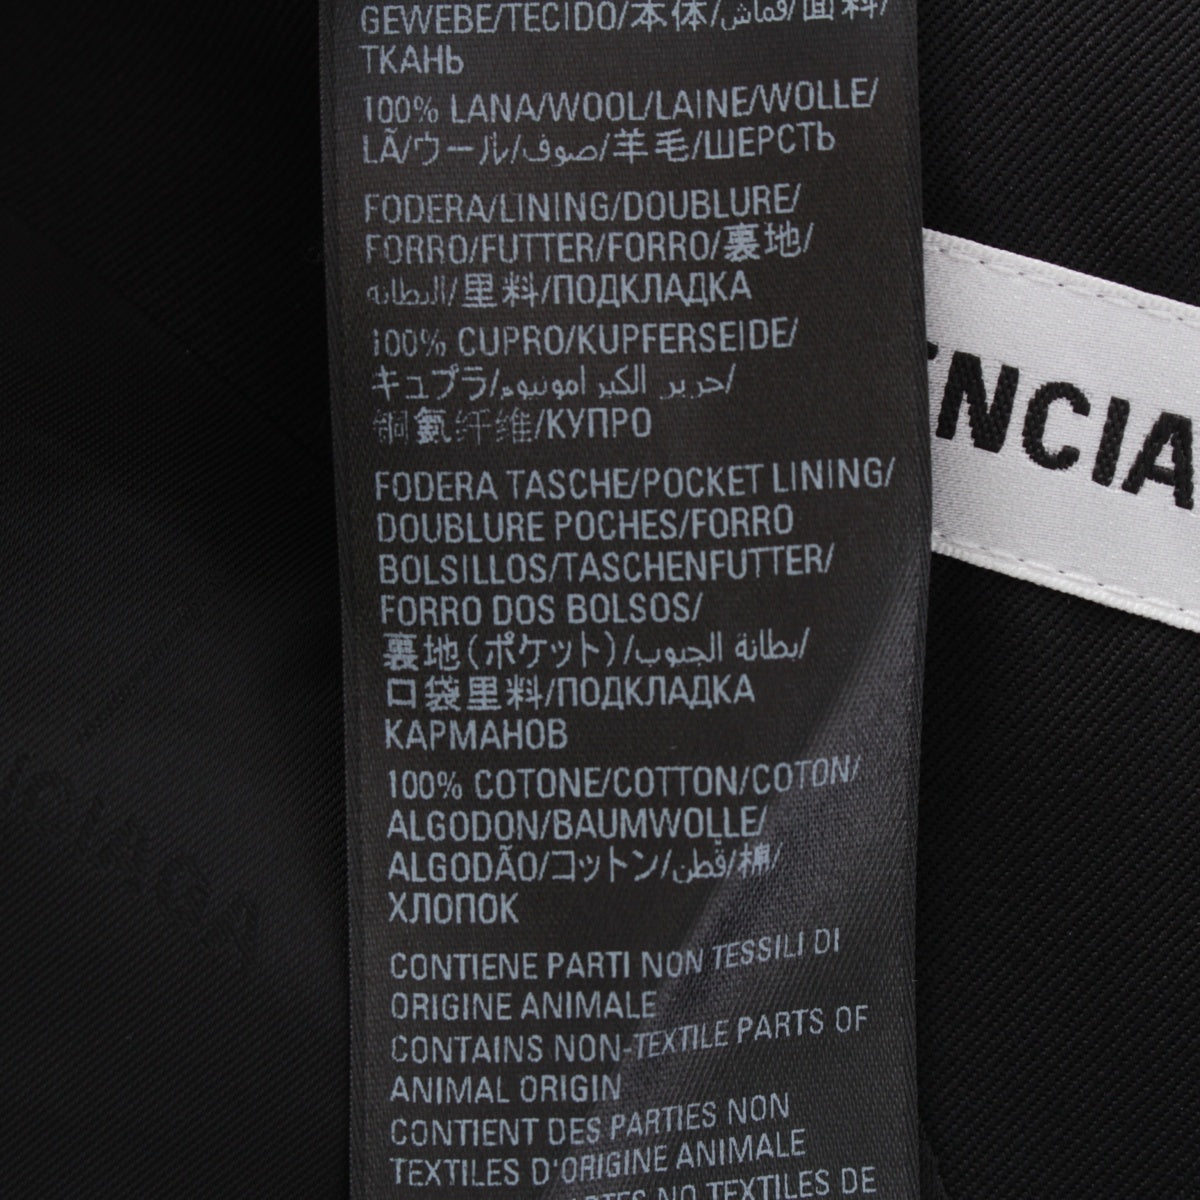 GEWEBE/TECIDO/本体/قماش/面料/
ТКАНЬ
100% LANA/WOOL/LAINE/WOLLE/
LÃ/ウール/صوف/羊毛/ШЕРСТЬ
FODERA/LINING/DOUBLURE/
FORRO/FUTTER/FORRO/裏地/
البطانة/里料/ПОДКЛАДКА
100% CUPRO/KUPFERSEIDE/
キュプラ/حرير الكبر امونيوم/
铜氨纤维/КУПРО
FODERA TASCHE/POCKET LINING/
DOUBLURE POCHES/FORRO
BOLSILLOS/TASCHENFUTTER/
FORRO DOS BOLSOS/
裏地(ポケット)/بطانة الجيوب/
口袋里料/ПОДКЛАДКА
КАРМАНОВ
100% COTONE/COTTON/COTON/
ALGODON/BAUMWOLLE/
ALGODÃO/コットン/قطن/棉/
ХЛОПОК
CONTIENE PARTI NON TESSILI DI
ORIGINE ANIMALE
CONTAINS NON-TEXTILE PARTS OF
ANIMAL ORIGIN
CONTIENT DES PARTIES NON
TEXTILES D'ORIGINE ANIMALE
NO TEXTILES DE
ENCIA